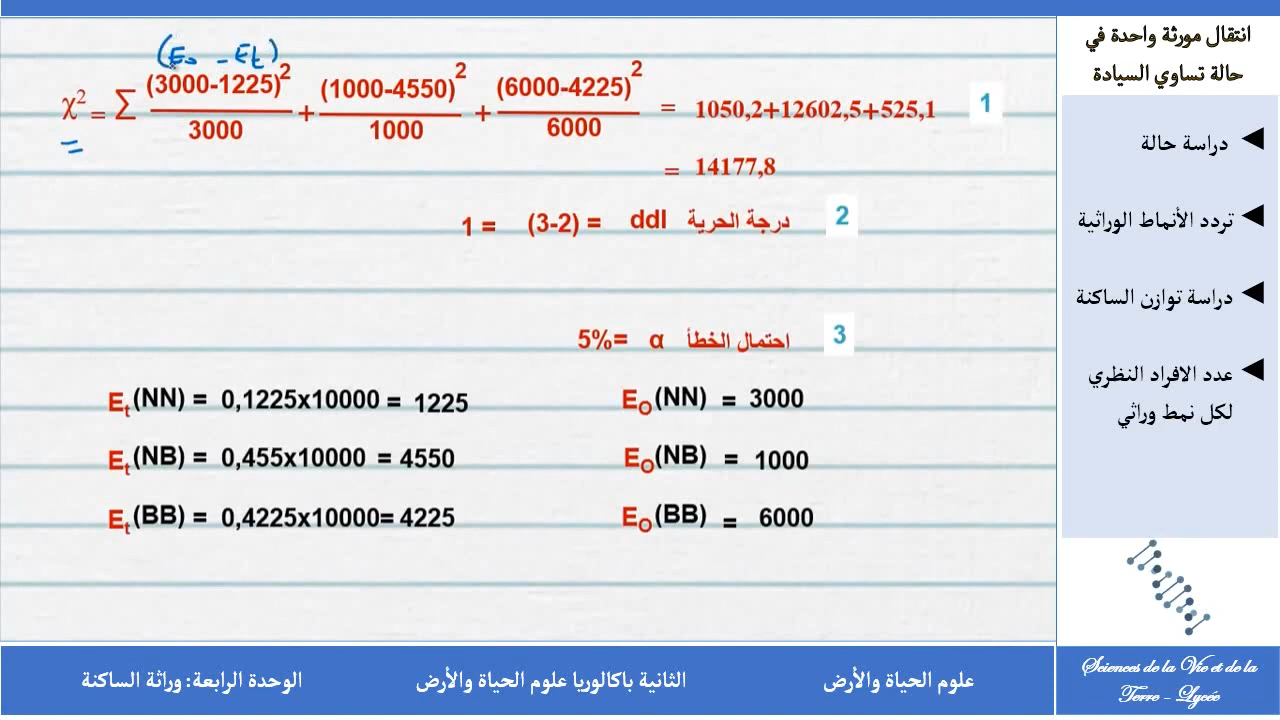 انتقال مورثة واحدة في
حالة تساوي السيادة
◀ دراسة حالة
◀ تردد الأنماط الوراثية
◀ دراسة توازن الساكنة
◀ عدد الافراد النظري
لكل نمط وراثي
(E₀ - Et)
χ² = ∑ (3000-1225)²/3000 + (1000-4550)²/1000 + (6000-4225)²/6000 = 1050,2+12602,5+525,1 1
=
= 14177,8
2 درجة الحرية ddl = (3-2) = 1
3 احتمال الخطأ α =5%
Et(NN) = 0,1225x10000 = 1225 EO(NN) = 3000
Et(NB) = 0,455x10000 = 4550 EO(NB) = 1000
Et(BB) = 0,4225x10000= 4225 EO(BB) = 6000
علوم الحياة والأرض الثانية باكالوريا علوم الحياة والأرض الوحدة الرابعة: وراثة الساكنة
Sciences de la Vie et de la
Terre – Lycée